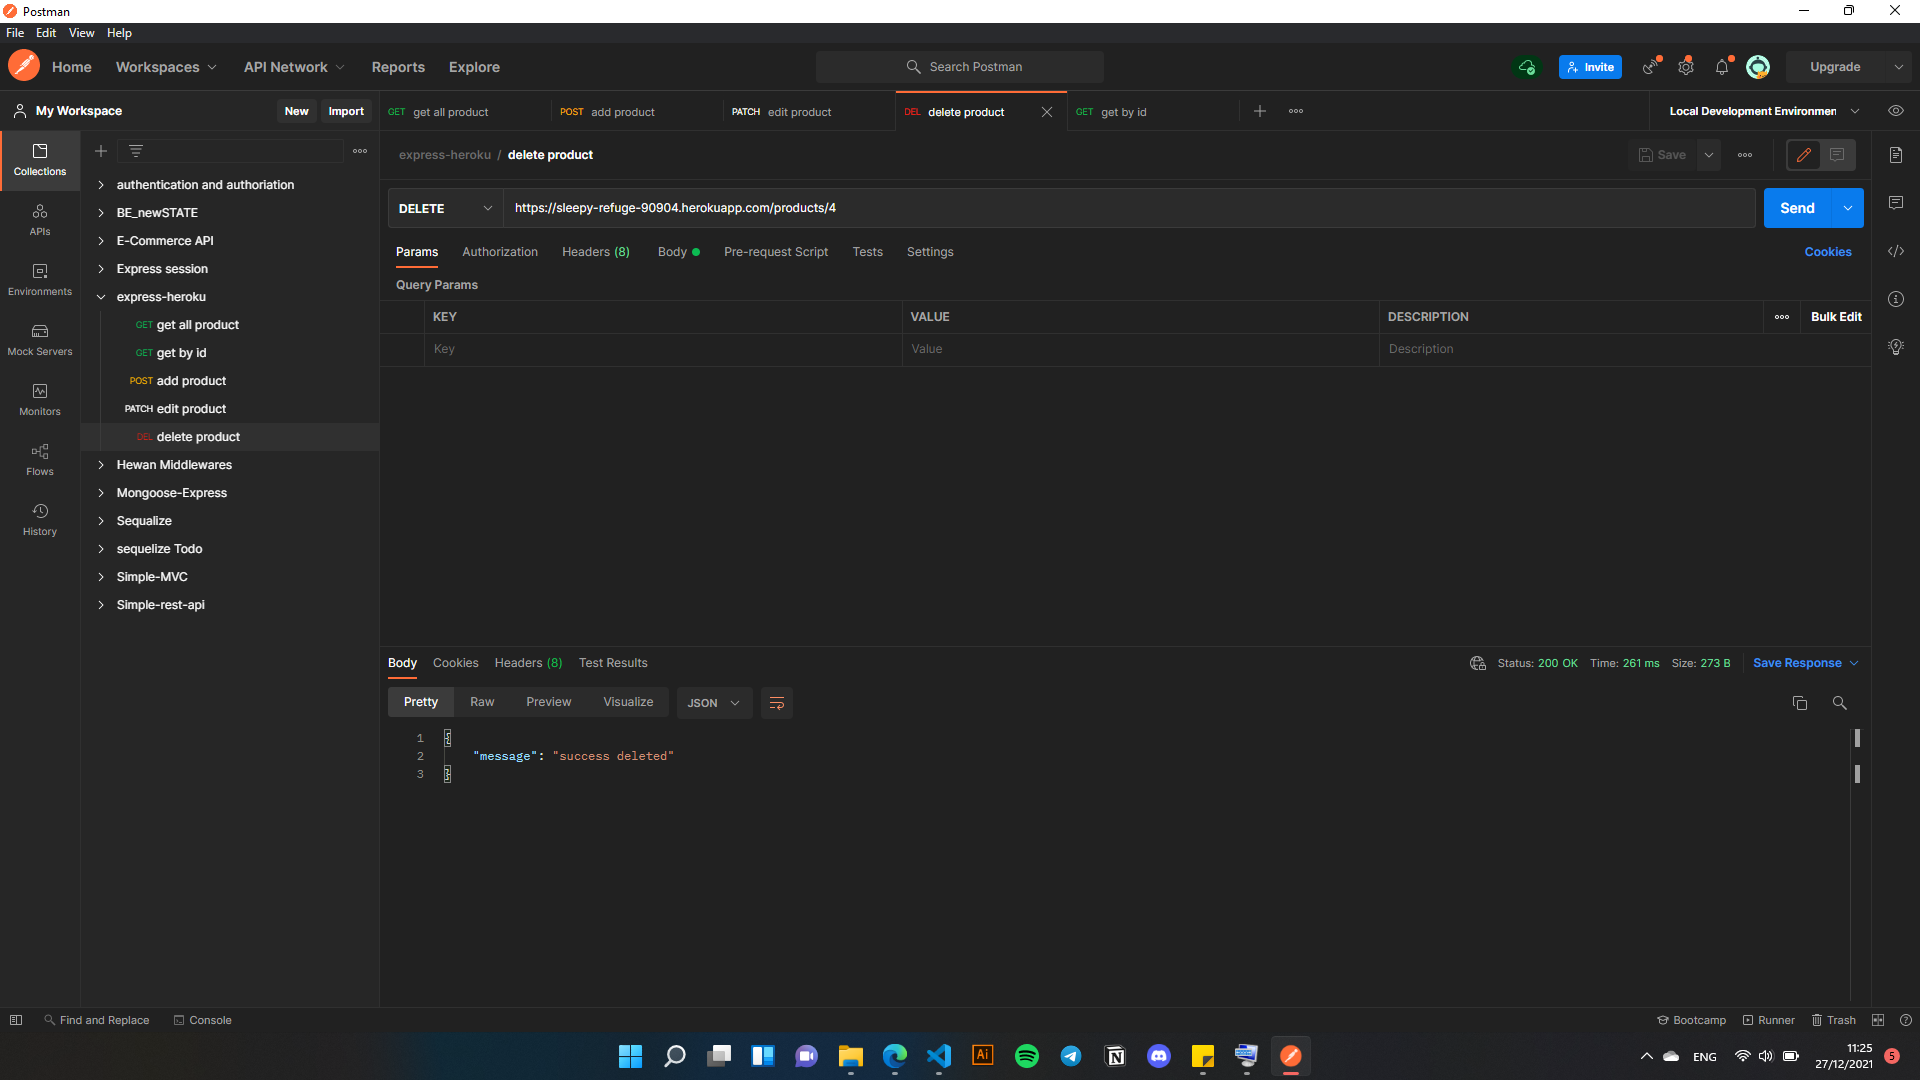 Postman
File Edit View Help
Home Workspaces API Network Reports Explore Search Postman Invite Upgrade
My Workspace New Import
GET get all product POST add product PATCH edit product DEL delete product GET get by id Local Development Environmen
express-heroku / delete product Save
DELETE https://sleepy-refuge-90904.herokuapp.com/products/4 Send
Params Authorization Headers (8) Body Pre-request Script Tests Settings Cookies
Query Params
KEY VALUE DESCRIPTION Bulk Edit
Key Value Description
Collections
APIs
Environments
Mock Servers
Monitors
Flows
History
authentication and authoriation
BE_newSTATE
E-Commerce API
Express session
express-heroku
GET get all product
GET get by id
POST add product
PATCH edit product
DEL delete product
Hewan Middlewares
Mongoose-Express
Sequalize
sequelize Todo
Simple-MVC
Simple-rest-api
Body Cookies Headers (8) Test Results Status: 200 OK Time: 261 ms Size: 273 B Save Response
Pretty Raw Preview Visualize JSON
1 {
2 "message": "success deleted"
3 }
Find and Replace Console Bootcamp Runner Trash
Ai ENG 11:25 5
27/12/2021